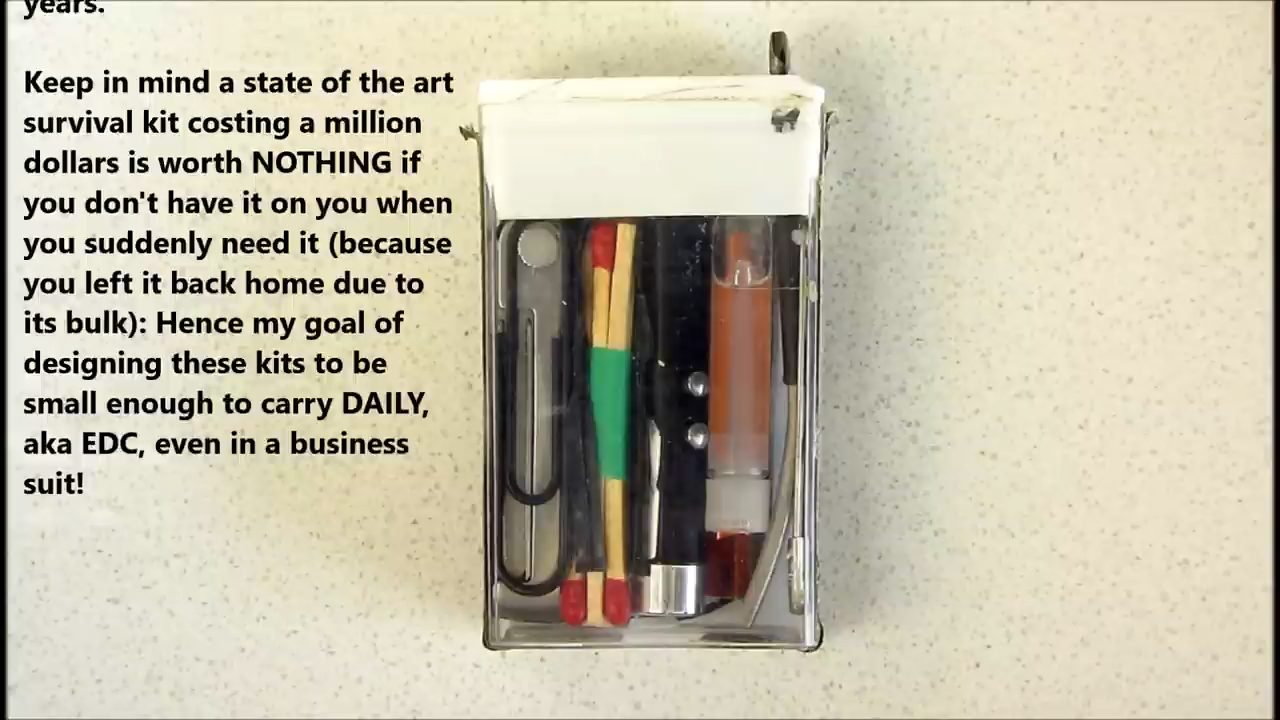 years.
Keep in mind a state of the art
survival kit costing a million
dollars is worth NOTHING if
you don't have it on you when
you suddenly need it (because
you left it back home due to
its bulk): Hence my goal of
designing these kits to be
small enough to carry DAILY,
aka EDC, even in a business
suit!